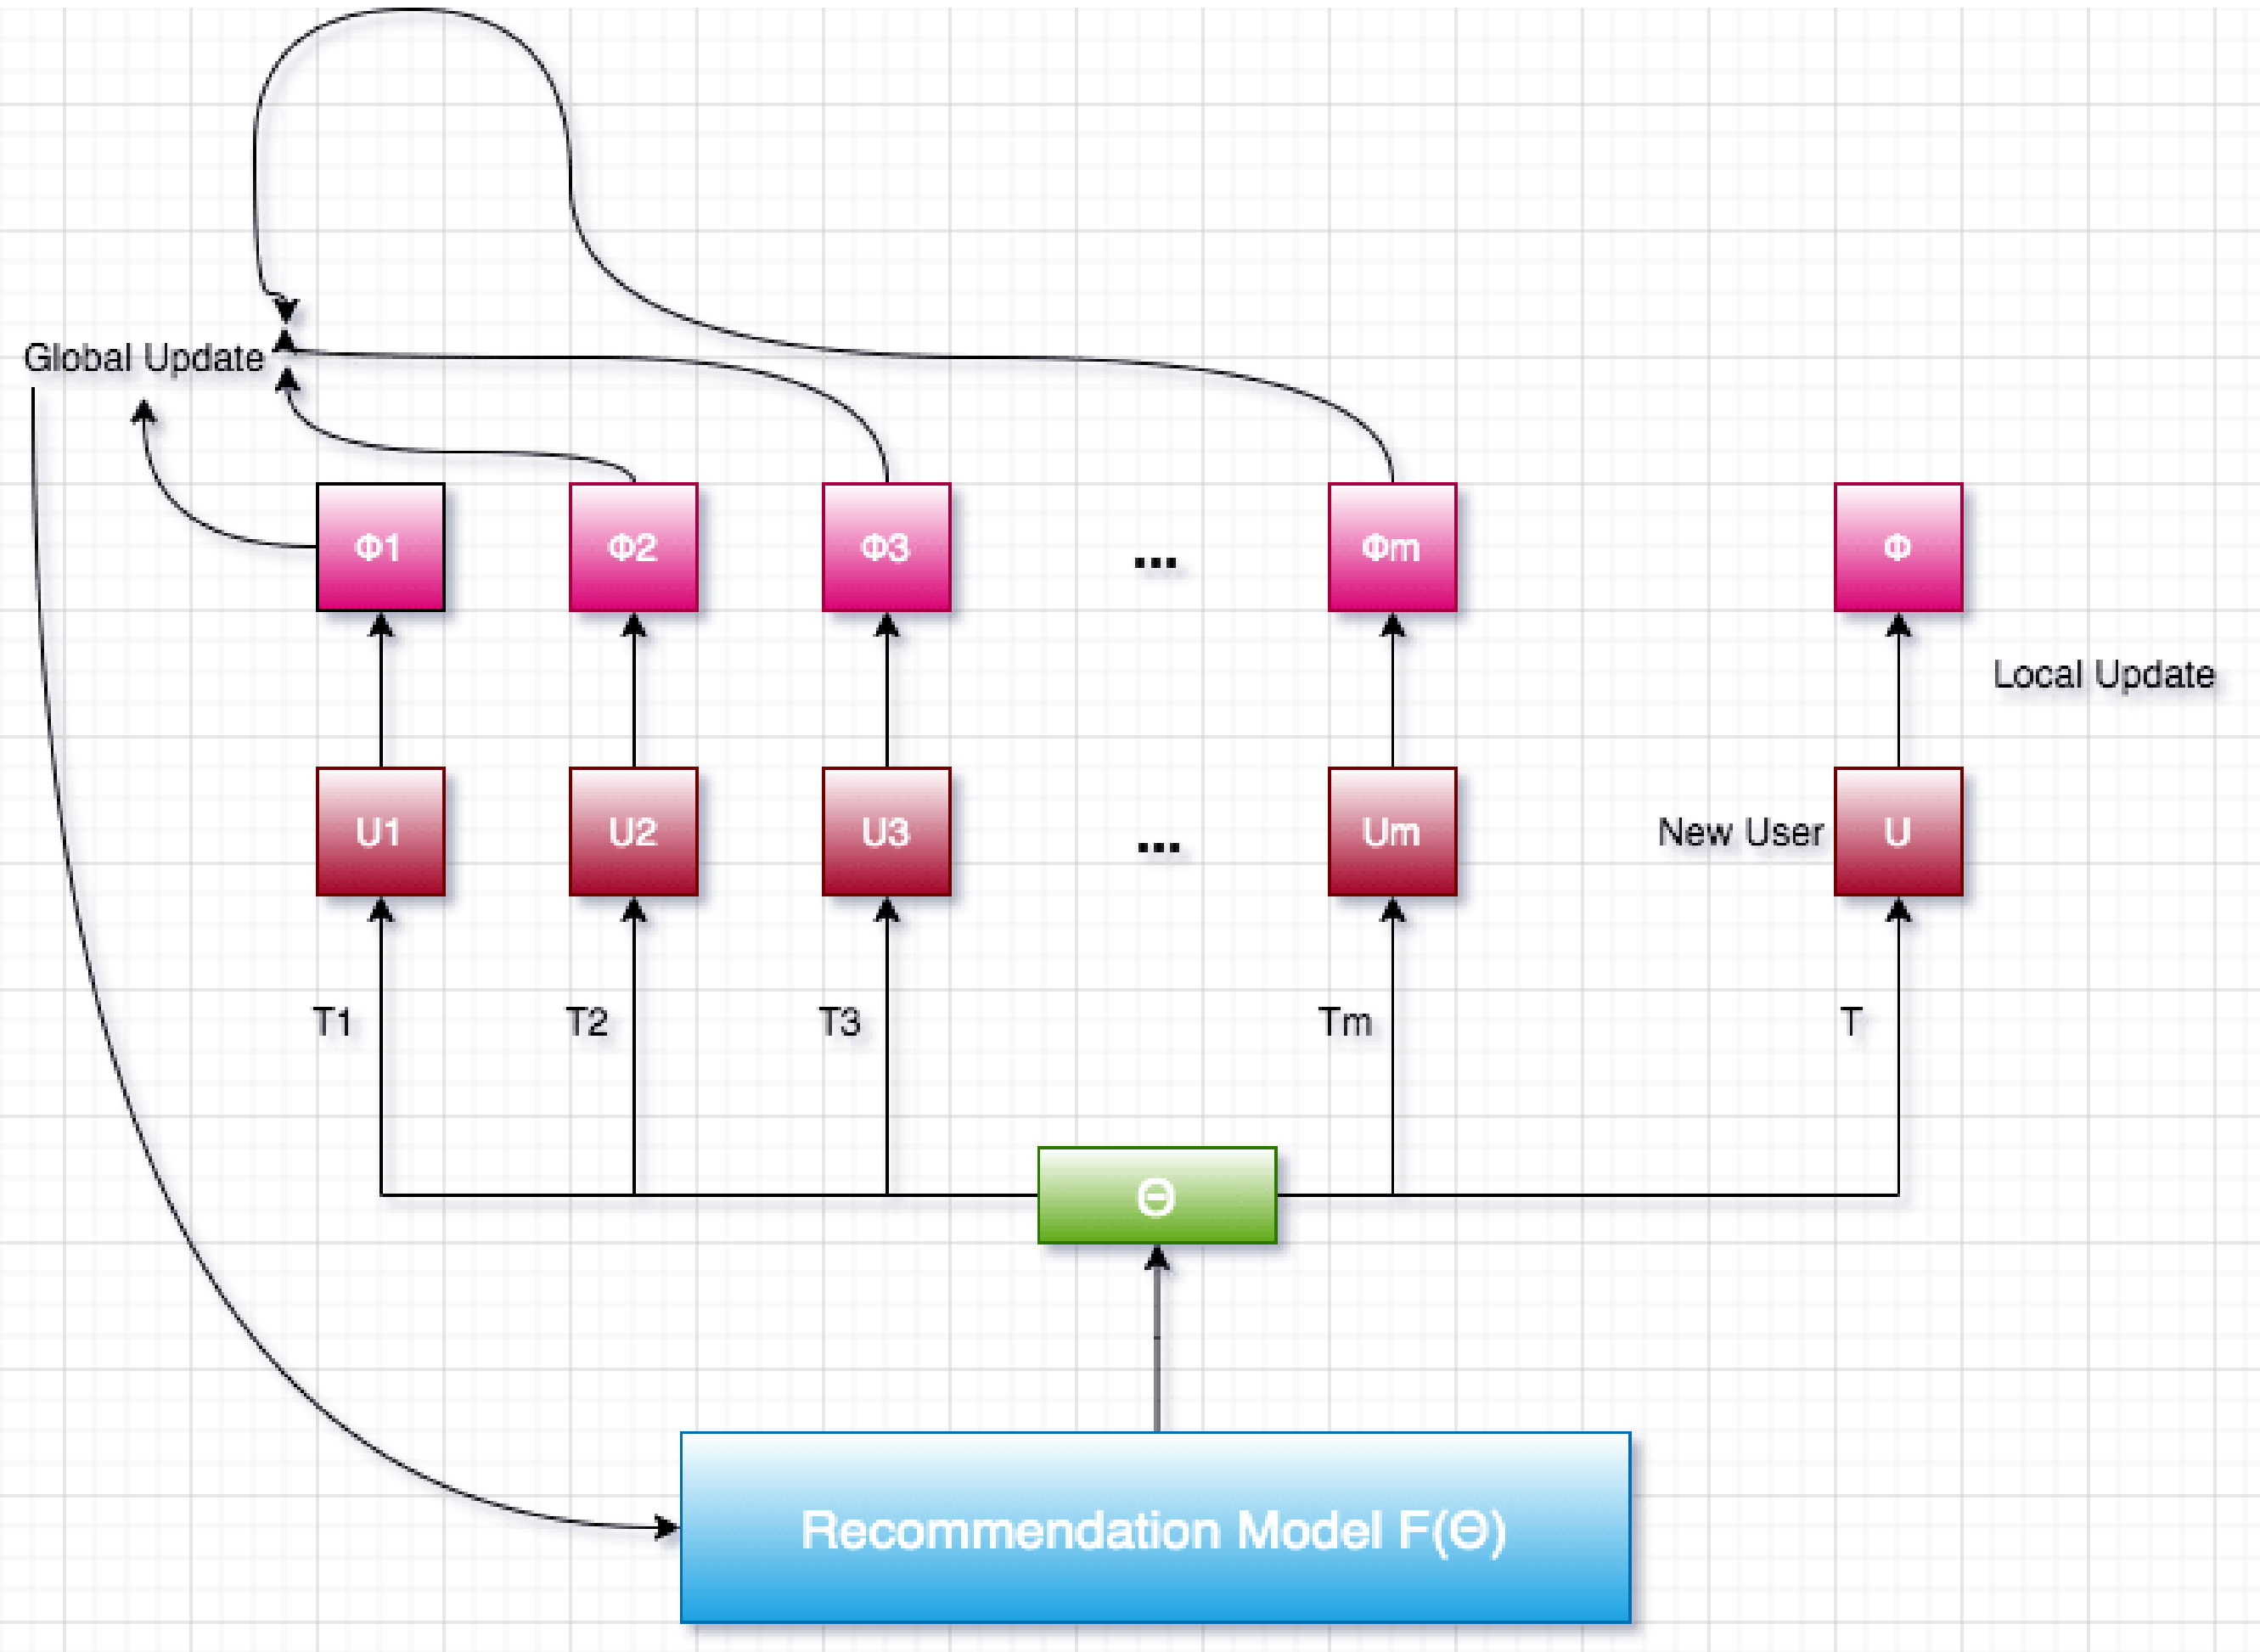 Global Update
Φ1 Φ2 Φ3 ... Φm Φ
Local Update
U1 U2 U3 ... Um New User U
T1 T2 T3 Tm T
Θ
Recommendation Model F(Θ)